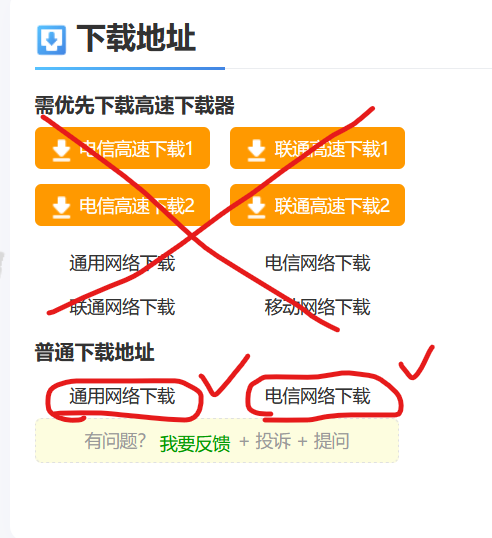 下载地址
需优先下载高速下载器
电信高速下载1 联通高速下载1
电信高速下载2 联通高速下载2
通用网络下载 电信网络下载
联通网络下载 移动网络下载
普通下载地址
通用网络下载 电信网络下载
有问题? 我要反馈 + 投诉 + 提问